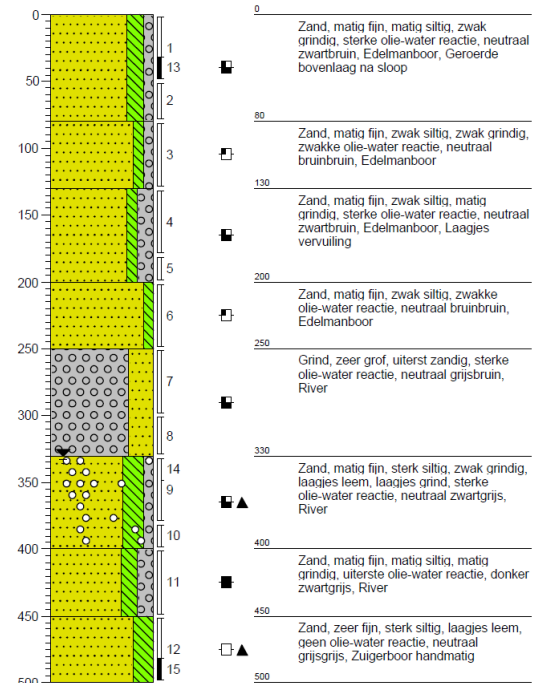 0
50
100
150
200
250
300
350
400
450
500
1
13
2
3
4
5
6
7
8
14
9
10
11
12
15
0
Zand, matig fijn, matig siltig, zwak
grindig, sterke olie-water reactie, neutraal
zwartbruin, Edelmanboor, Geroerde
bovenlaag na sloop
80
Zand, matig fijn, zwak siltig, zwak grindig,
zwakke olie-water reactie, neutraal
bruinbruin, Edelmanboor
130
Zand, matig fijn, zwak siltig, matig
grindig, sterke olie-water reactie, neutraal
zwartbruin, Edelmanboor, Laagjes
vervuiling
200
Zand, matig fijn, zwak siltig, zwakke
olie-water reactie, neutraal bruinbruin,
Edelmanboor
250
Grind, zeer grof, uiterst zandig, sterke
olie-water reactie, neutraal grijsbruin,
River
330
Zand, matig fijn, sterk siltig, zwak grindig,
laagjes leem, laagjes grind, sterke
olie-water reactie, neutraal zwartgrijs,
River
400
Zand, matig fijn, matig siltig, matig
grindig, uiterste olie-water reactie, donker
zwartgrijs, River
450
Zand, zeer fijn, sterk siltig, laagjes leem,
geen olie-water reactie, neutraal
grijsgrijs, Zuigerboor handmatig
500